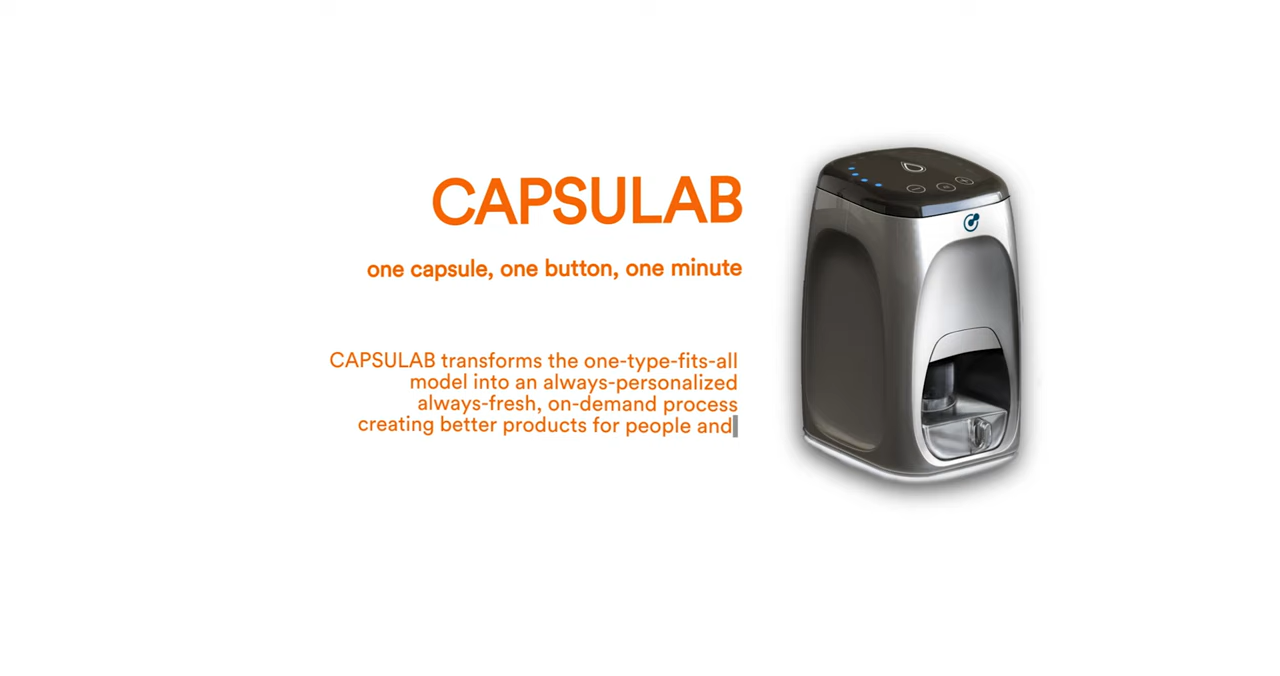 CAPSULAB
one capsule, one button, one minute
CAPSULAB transforms the one-type-fits-all
model into an always-personalized
always-fresh, on-demand process
creating better products for people and